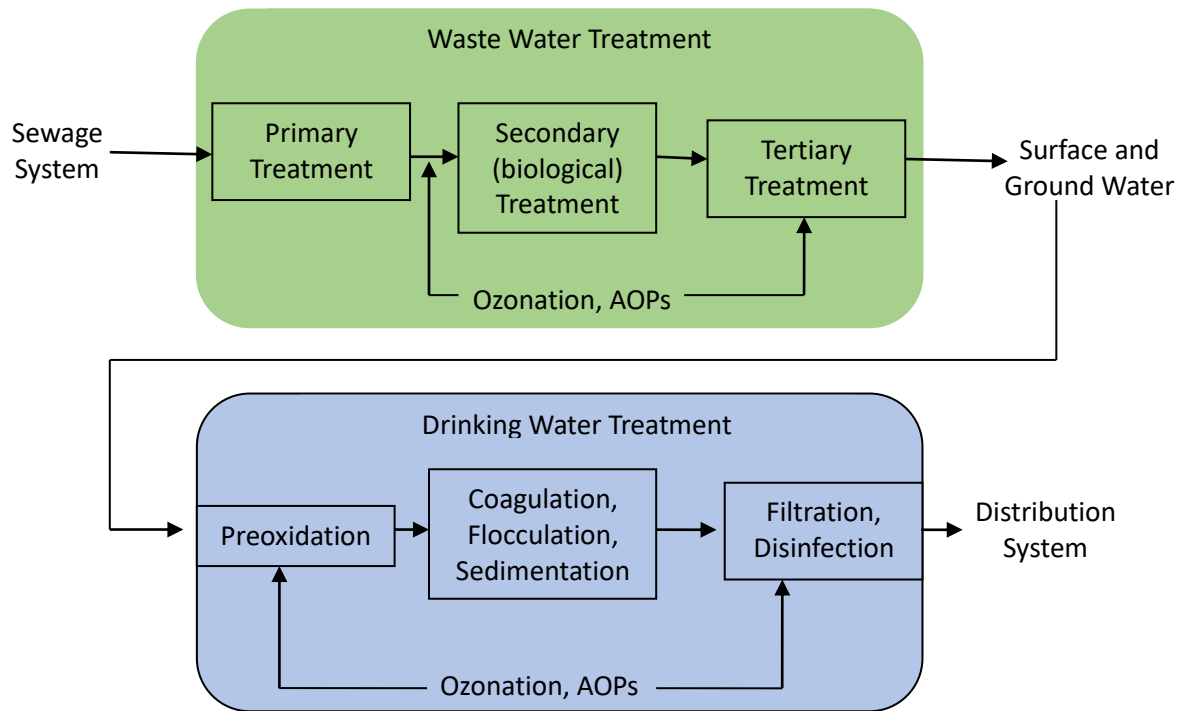 Waste Water Treatment
Sewage
System
Primary
Treatment
Secondary
(biological)
Treatment
Tertiary
Treatment
Surface and
Ground Water
Ozonation, AOPs
Drinking Water Treatment
Preoxidation
Coagulation,
Flocculation,
Sedimentation
Filtration,
Disinfection
Distribution
System
Ozonation, AOPs